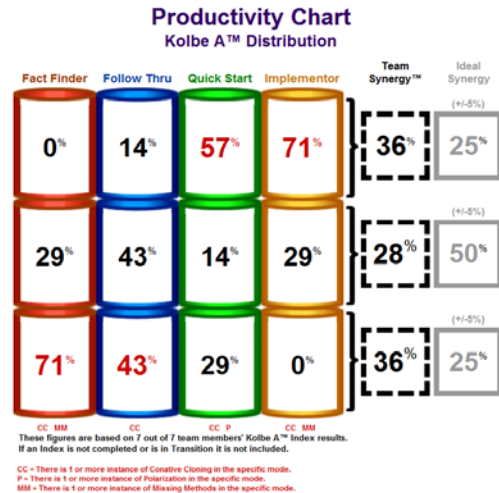 Productivity Chart
Kolbe A™ Distribution
Fact Finder Follow Thru Quick Start Implementor Team Synergy™ Ideal Synergy
(+/-5%)
0% 14% 57% 71% 36% 25%
(+/-5%)
29% 43% 14% 29% 28% 50%
(+/-5%)
71% 43% 29% 0% 36% 25%
CC MM CC CC P CC MM
These figures are based on 7 out of 7 team members' Kolbe A™ Index results.
If an Index is not completed or is in Transition it is not included.
CC = There is 1 or more instance of Conative Cloning in the specific mode.
P = There is 1 or more instance of Polarization in the specific mode.
MM = There is 1 or more instance of Missing Methods in the specific mode.